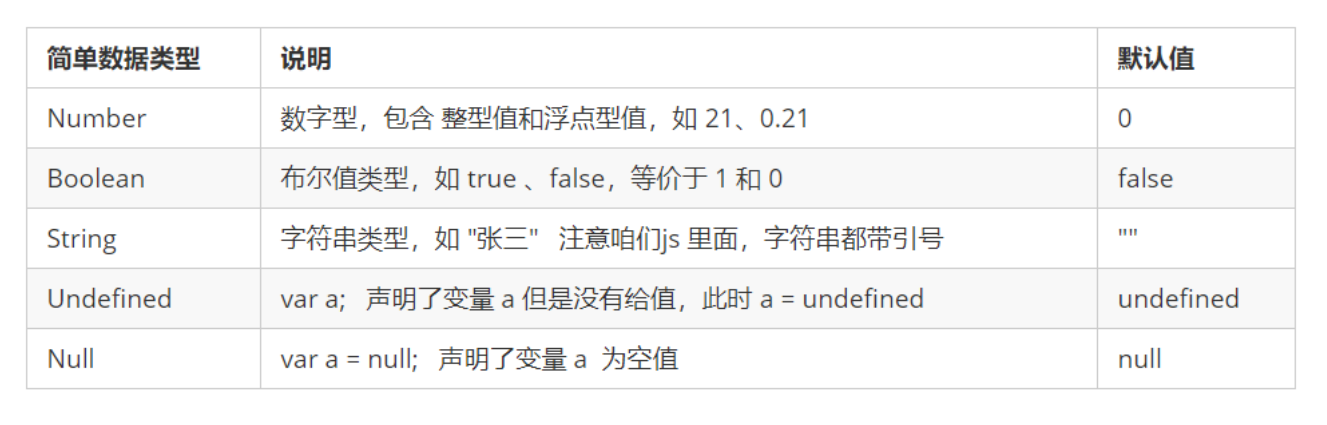 简单数据类型 说明 默认值
Number 数字型，包含 整型值和浮点型值，如 21、0.21 0
Boolean 布尔值类型，如 true 、false，等价于 1 和 0 false
String 字符串类型，如 "张三" 注意咱们js 里面，字符串都带引号 ""
Undefined var a; 声明了变量 a 但是没有给值，此时 a = undefined undefined
Null var a = null; 声明了变量 a 为空值 null